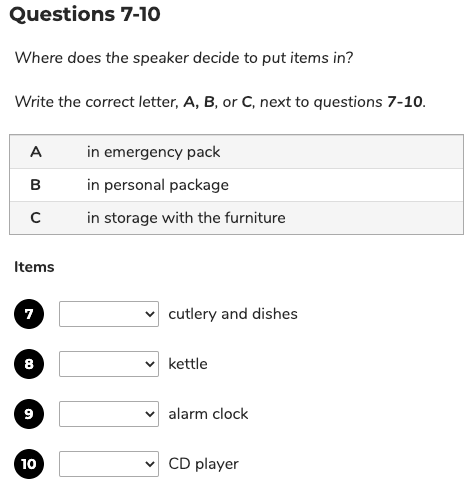 Questions 7-10
Where does the speaker decide to put items in?
Write the correct letter, A, B, or C, next to questions 7-10.
A in emergency pack
B in personal package
C in storage with the furniture
Items
7 cutlery and dishes
8 kettle
9 alarm clock
10 CD player